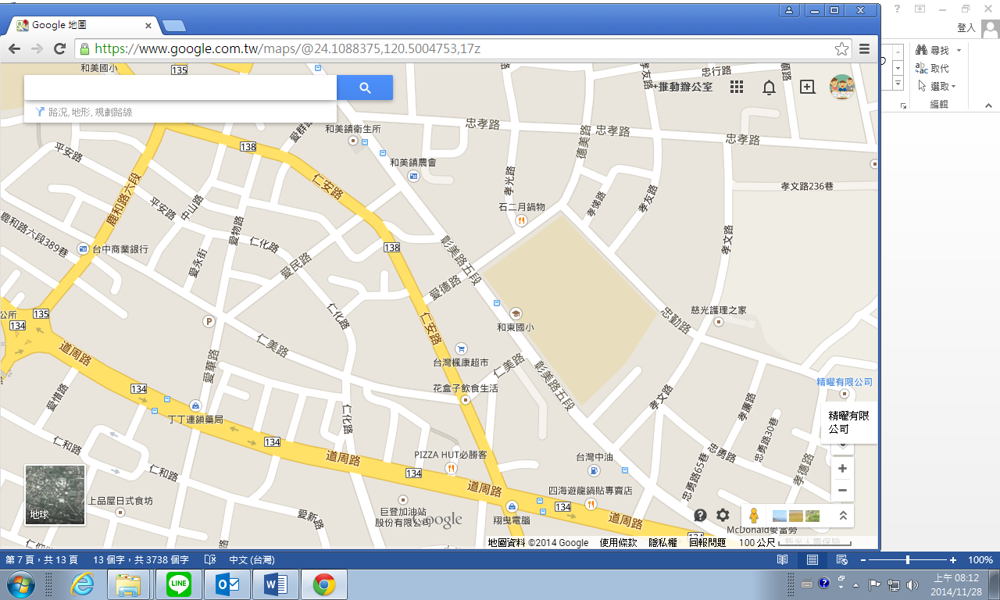 Google 地圖
登入
https://www.google.com.tw/maps/@24.1088375,120.5004753,17z
尋找
取代
選取
編輯
和美國小
135
忠行路
順路
孝友路
+推動辦公室
路況, 地形, 規劃路線
愛群路
和美鎮衛生所
忠孝路
德美路
忠孝路
忠孝路
138
平安路
和美鎮農會
孝光路
仁安路
鹿和路六段
孝文路236巷
平安路
中山路
石二月鍋物
孝佛路
孝友路
鹿和路六段389巷
愛物路
孝文路
台中商業銀行
仁化路
138
彰美路五段
愛永街
愛民路
愛德路
公所
135
134
仁化路
仁安路
和東國小
忠勤路
慈光護理之家
仁美路
道周路
愛華路
台灣楓康超市
仁美路
彰美路五段
134
花盒子飲食生活
精曜有限公司
愛惜路
孝文路
丁丁連鎖藥局
仁化路
孝廉路
精曜有限
公司
134
忠勇路30巷
仁和路
道周路
PIZZA HUT必勝客
台灣中油
忠勇路
仁和路
134
忠勇路65巷
孝德路
地球
上品屋日式食坊
道周路
四海遊龍鍋貼專賣店
巨登加油站
股份有限公司
Google
愛新路
翔曳電腦
134
道周路
134
McDonald麥當勞
地圖資料 ©2014 Google
使用條款
隱私權
回報問題
100 公尺
新光人壽保險
第 7 頁，共 13 頁
13 個字，共 3738 個字
中文 (台灣)
100%
LINE
上午 08:12
2014/11/28